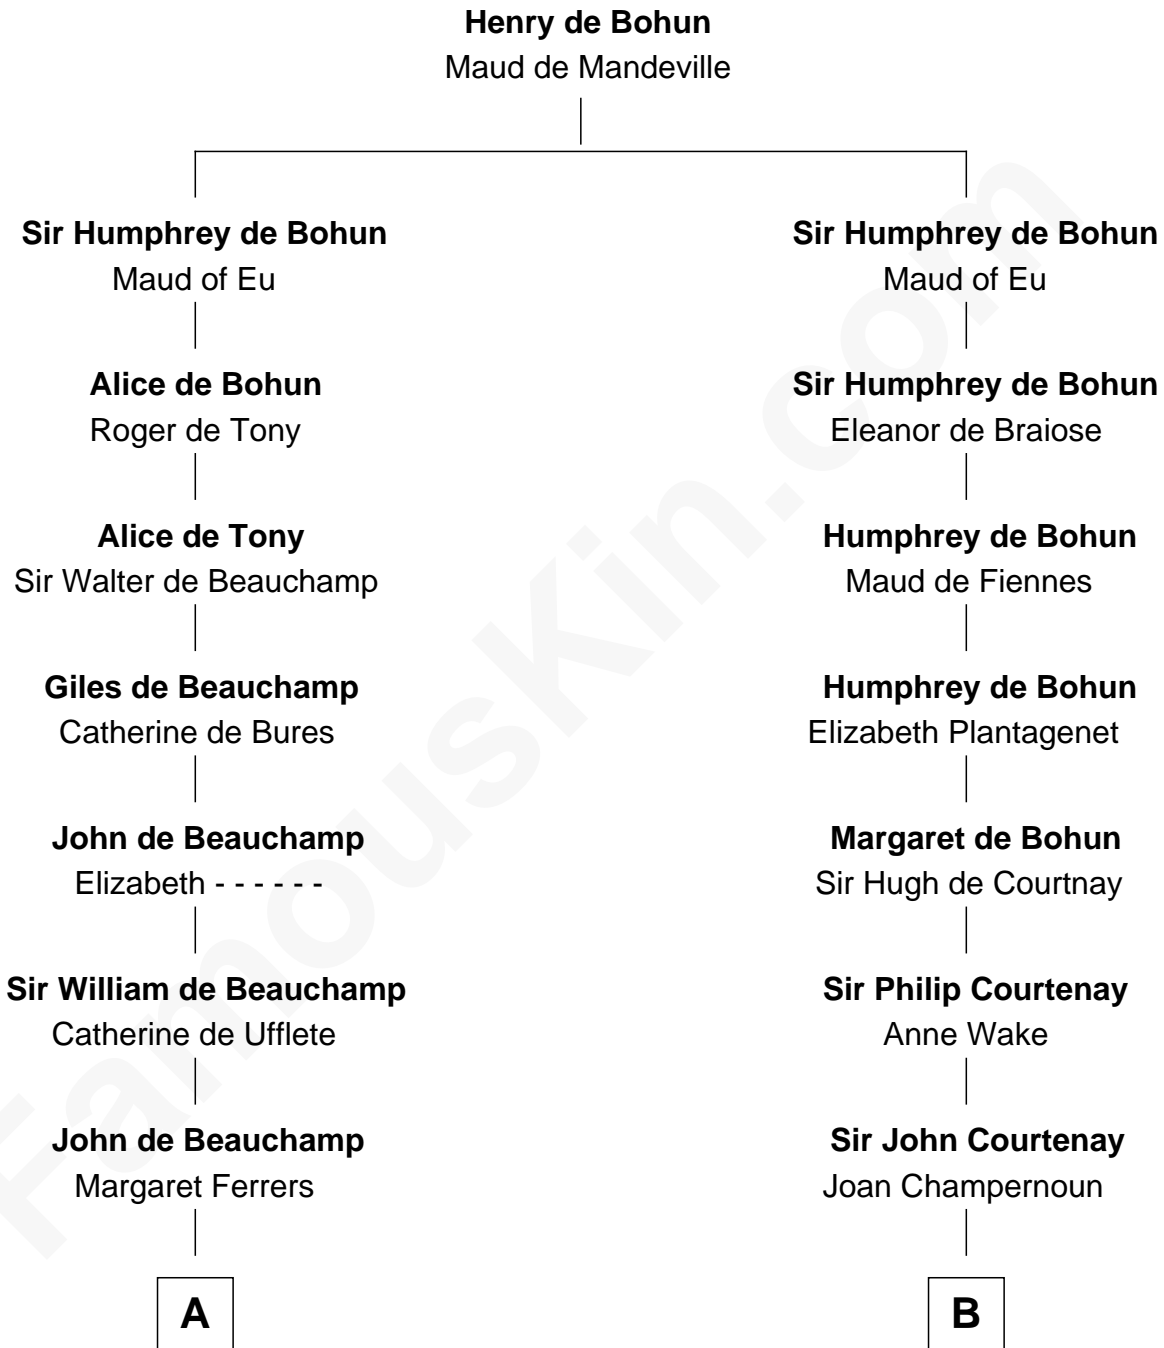 Henry de Bohun
Maud de Mandeville
Sir Humphrey de Bohun
Maud of Eu
Sir Humphrey de Bohun
Maud of Eu
Alice de Bohun
Roger de Tony
Sir Humphrey de Bohun
Eleanor de Braiose
Alice de Tony
Sir Walter de Beauchamp
Humphrey de Bohun
Maud de Fiennes
Giles de Beauchamp
Catherine de Bures
Humphrey de Bohun
Elizabeth Plantagenet
John de Beauchamp
Elizabeth - - - - - -
Margaret de Bohun
Sir Hugh de Courtnay
Sir William de Beauchamp
Catherine de Ufflete
Sir Philip Courtenay
Anne Wake
John de Beauchamp
Margaret Ferrers
Sir John Courtenay
Joan Champernoun
A
B
FamousKin.com